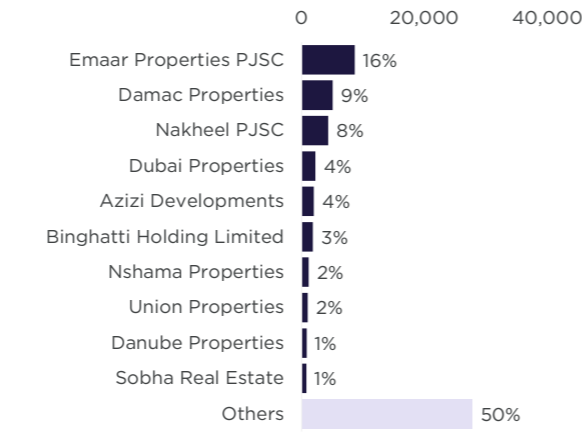 0 20,000 40,000
Emaar Properties PJSC 16%
Damac Properties 9%
Nakheel PJSC 8%
Dubai Properties 4%
Azizi Developments 4%
Binghatti Holding Limited 3%
Nshama Properties 2%
Union Properties 2%
Danube Properties 1%
Sobha Real Estate 1%
Others 50%